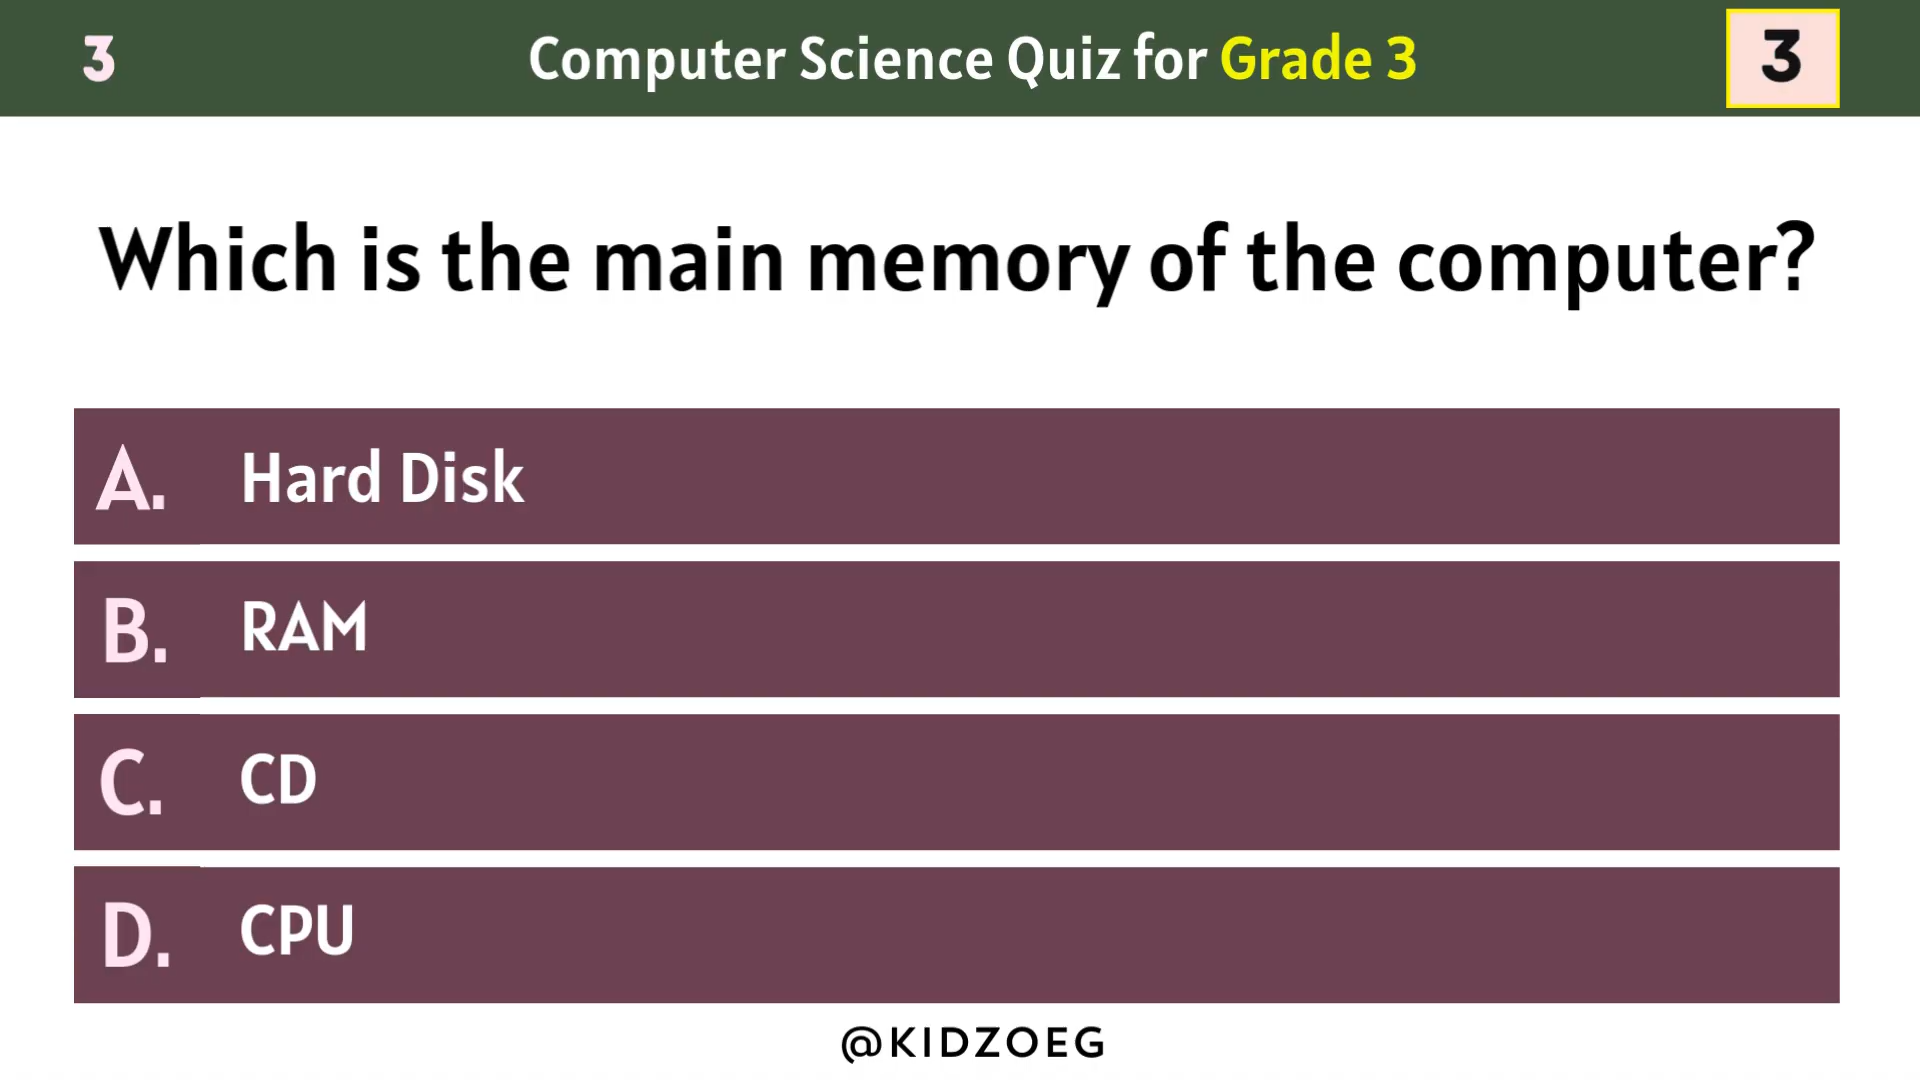 3
Computer Science Quiz for Grade 3
3
Which is the main memory of the computer?
A. Hard Disk
B. RAM
C. CD
D. CPU
@KIDZOEG